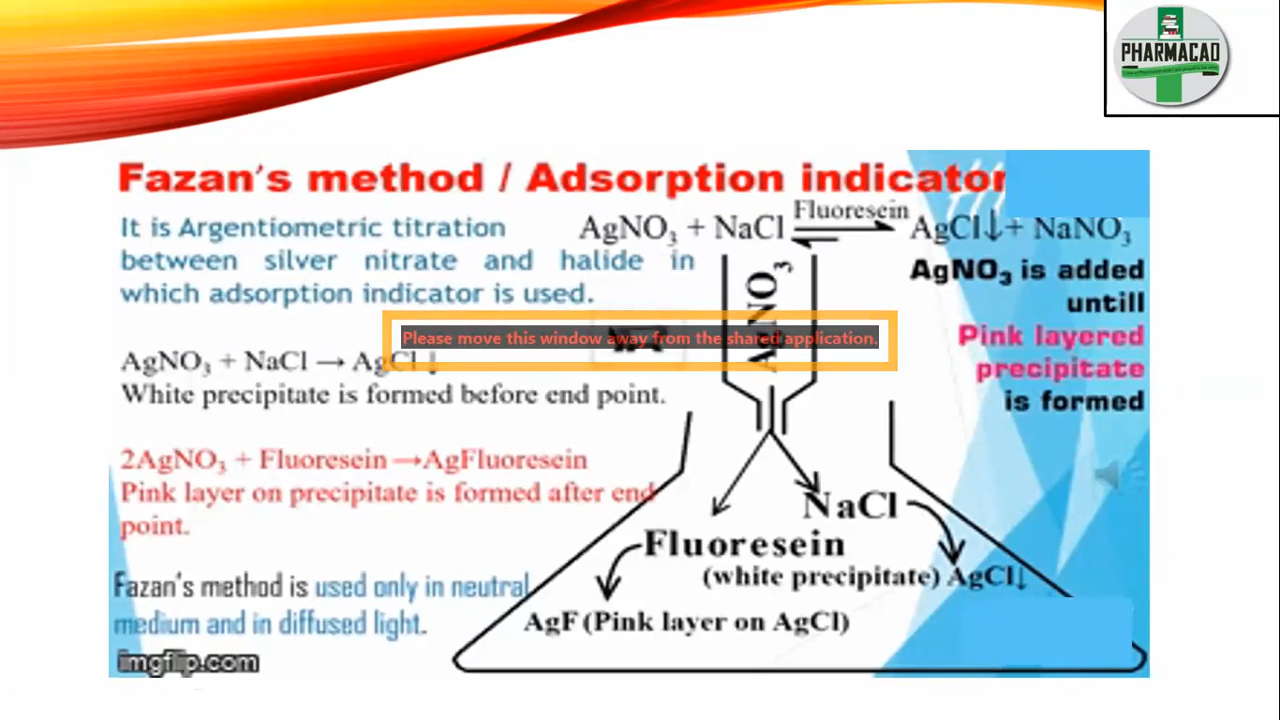 PHARMACAD
Fazan's method / Adsorption indicator
It is Argentiometric titration
between silver nitrate and halide in
which adsorption indicator is used.
Fluoresein
AgNO3 + NaCl AgCl↓+ NaNO3
AgNO3 is added
untill
Pink layered
precipitate
is formed
AgNO3
Please move this window away from the shared application.
AgNO3 + NaCl → AgCl ↓
White precipitate is formed before end point.
2AgNO3 + Fluoresein →AgFluoresein
Pink layer on precipitate is formed after end
point.
NaCl
Fluoresein
(white precipitate) AgCl↓
AgF (Pink layer on AgCl)
Fazan's method is used only in neutral
medium and in diffused light.
imgflip.com